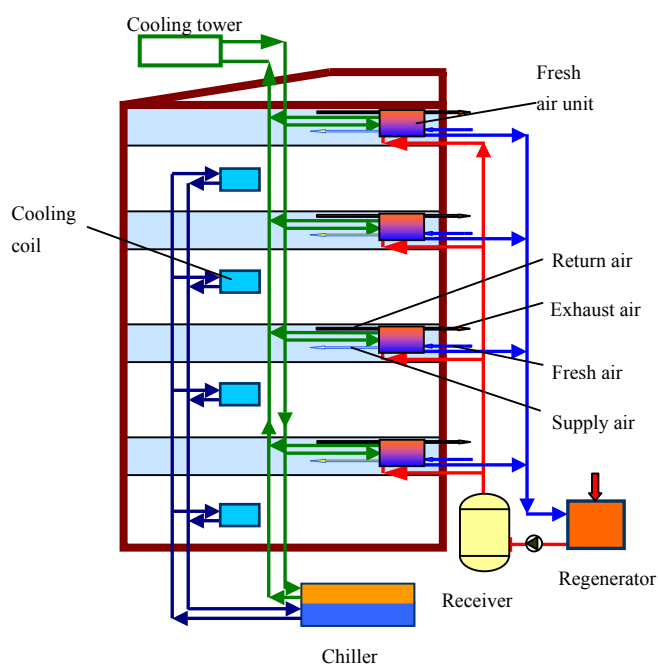 Cooling tower
Fresh
air unit
Cooling
coil
Return air
Exhaust air
Fresh air
Supply air
Receiver
Regenerator
Chiller